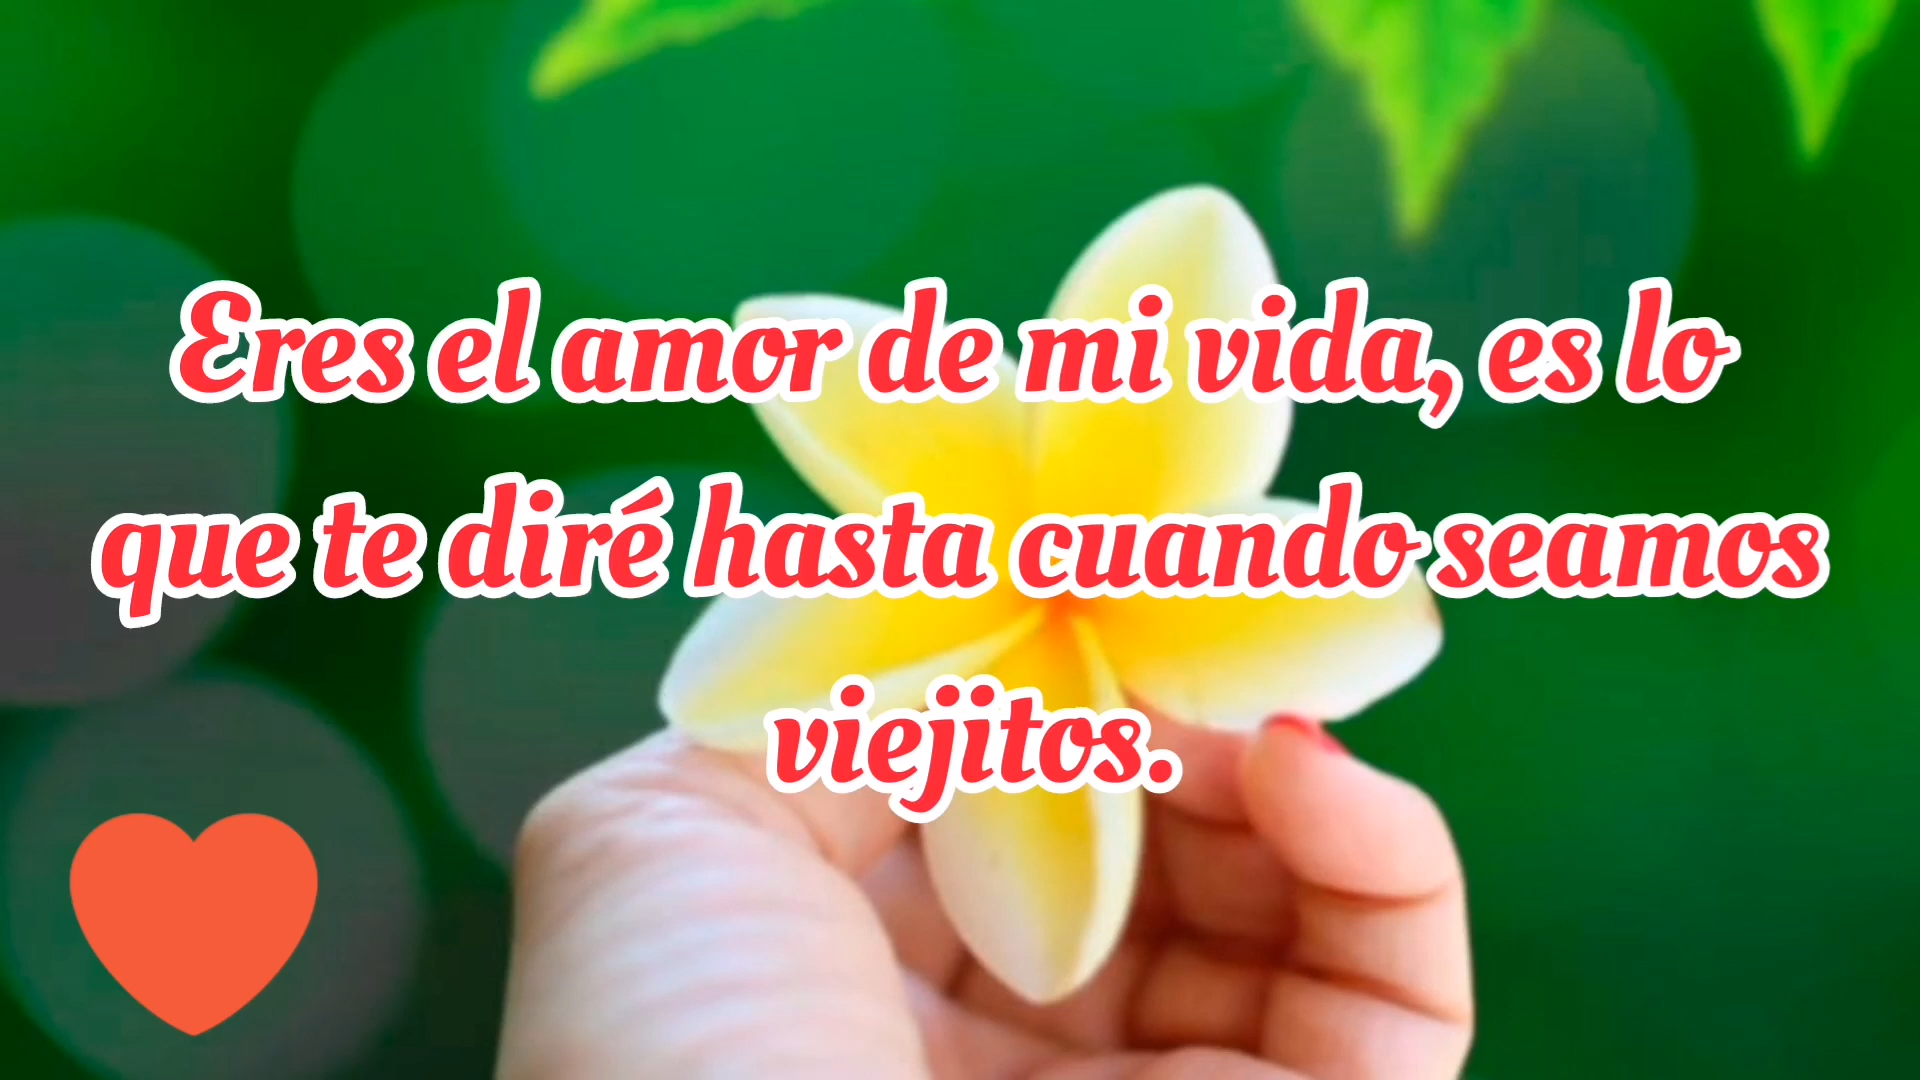 Eres el amor de mi vida, es lo
que te diré hasta cuando seamos
viejitos.